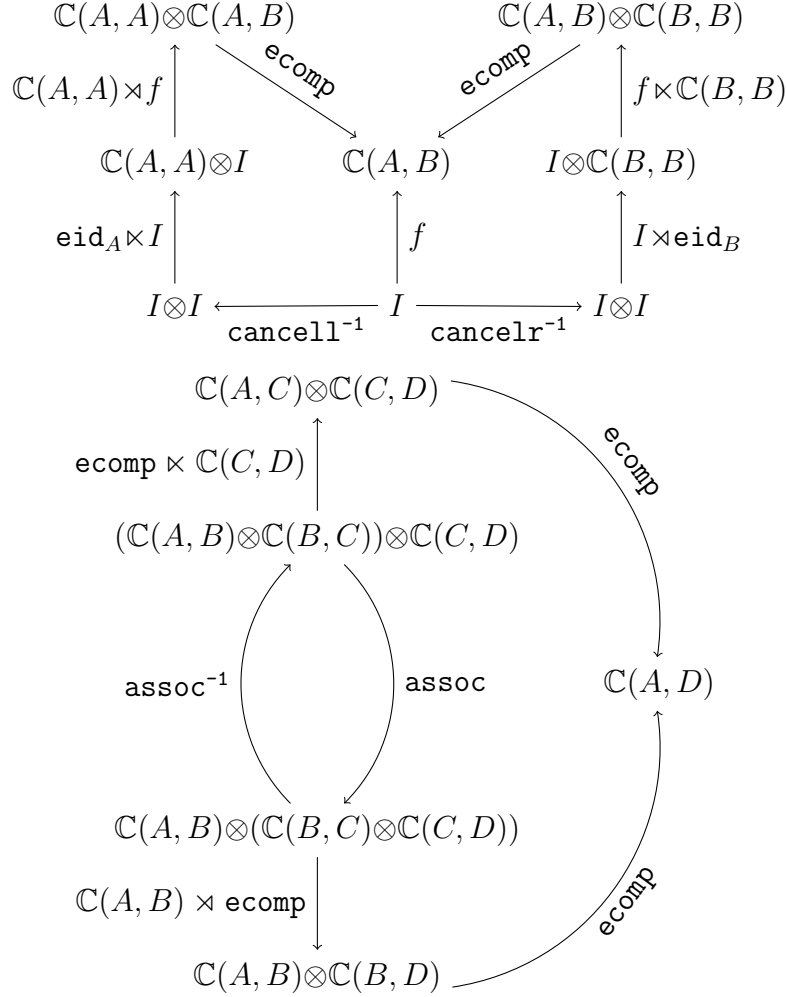 ℂ(A, A)⊗ℂ(A, B) ℂ(A, B)⊗ℂ(B, B)
ecomp ecomp
ℂ(A, A)⋊f f⋉ℂ(B, B)
ℂ(A, A)⊗I ℂ(A, B) I⊗ℂ(B, B)
eid_A⋉I f I⋊eid_B
I⊗I I I⊗I
cancell⁻¹ cancelr⁻¹
ℂ(A, C)⊗ℂ(C, D)
ecomp
ecomp ⋉ ℂ(C, D)
(ℂ(A, B)⊗ℂ(B, C))⊗ℂ(C, D)
assoc⁻¹ assoc ℂ(A, D)
ℂ(A, B)⊗(ℂ(B, C)⊗ℂ(C, D))
ℂ(A, B) ⋊ ecomp
ecomp
ℂ(A, B)⊗ℂ(B, D)